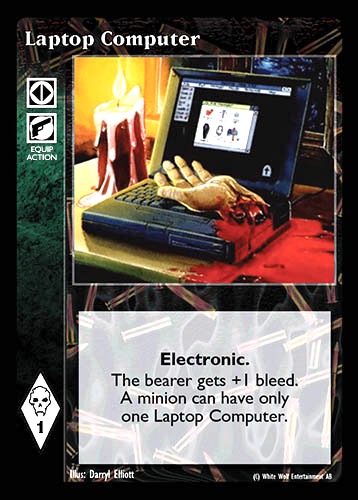 Laptop Computer
EQUIP
ACTION
Electronic.
The bearer gets +1 bleed.
A minion can have only
one Laptop Computer.
1
Illus: Darryl Elliott
(C) White Wolf Entertainment AB